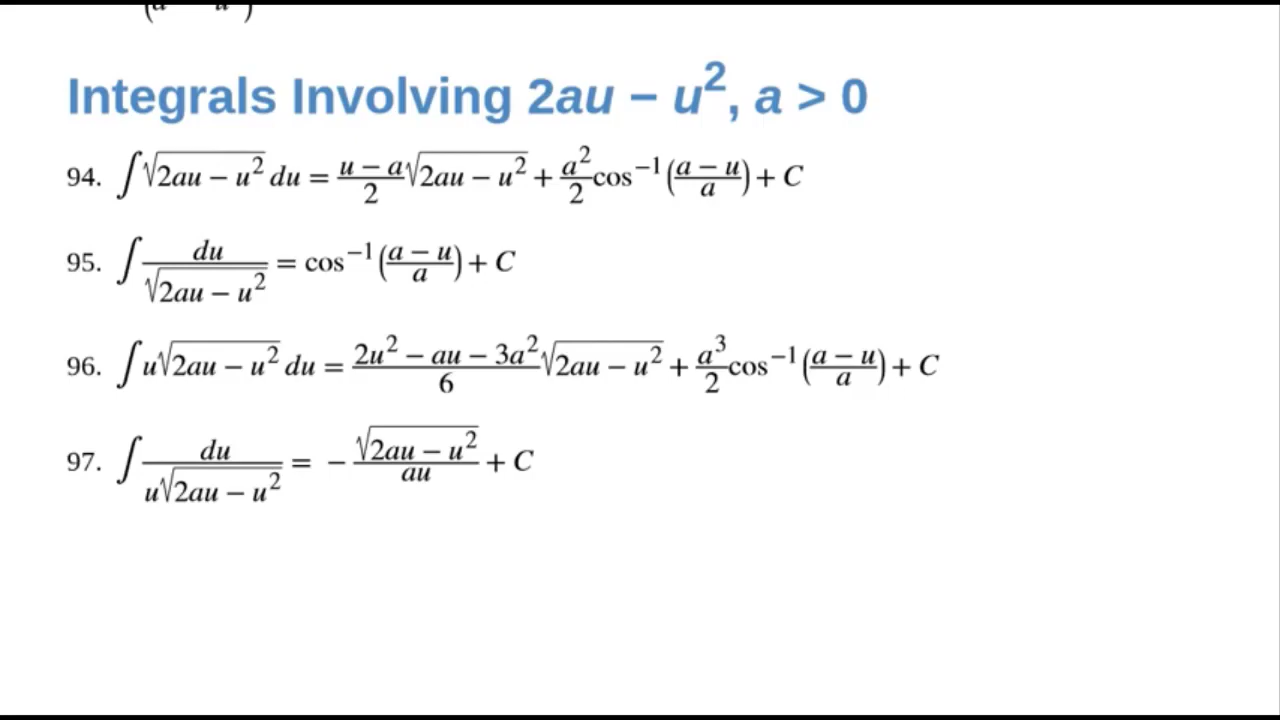 Integrals Involving 2au − u², a > 0
94. ∫√(2au − u²) du = (u − a)/2 √(2au − u²) + a²/2 cos⁻¹((a − u)/a) + C
95. ∫ du/√(2au − u²) = cos⁻¹((a − u)/a) + C
96. ∫u√(2au − u²) du = (2u² − au − 3a²)/6 √(2au − u²) + a³/2 cos⁻¹((a − u)/a) + C
97. ∫ du/(u√(2au − u²)) = − √(2au − u²)/(au) + C